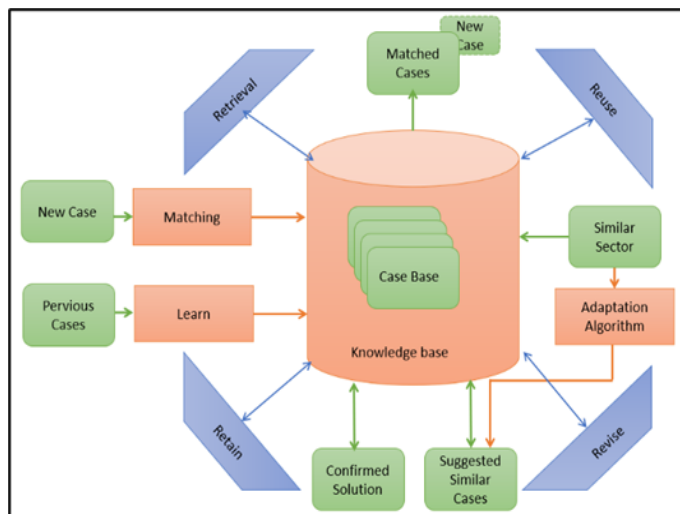 New
Case
Matched
Cases
Retrieval
Reuse
New Case
Matching
Similar
Sector
Case Base
Pervious
Cases
Learn
Adaptation
Algorithm
Knowledge base
Retain
Revise
Confirmed
Solution
Suggested
Similar
Cases